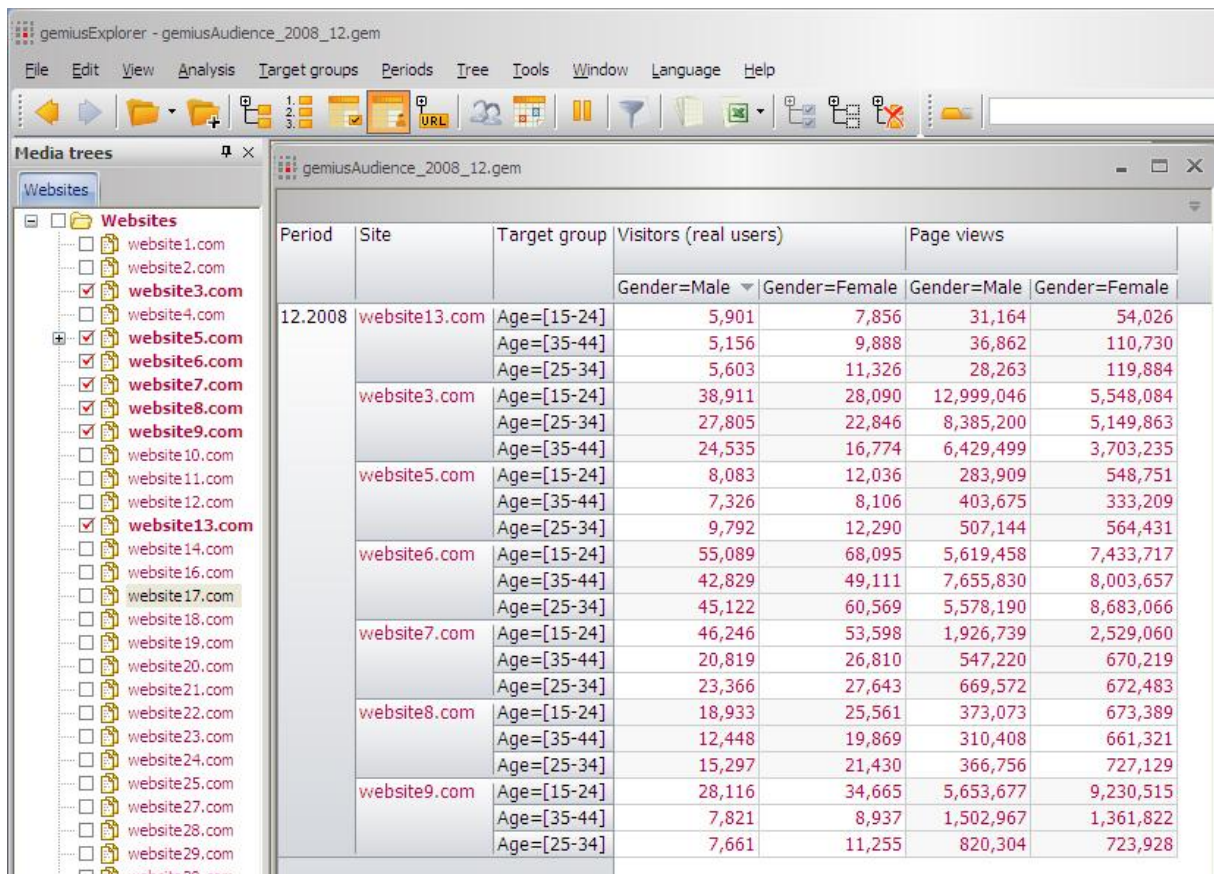 gemiusExplorer - gemiusAudience_2008_12.gem
File Edit View Analysis Target groups Periods Tree Tools Window Language Help
1.
2.
3.
URL
Media trees
Websites
Websites
website1.com
website2.com
website3.com
website4.com
website5.com
website6.com
website7.com
website8.com
website9.com
website10.com
website11.com
website12.com
website13.com
website14.com
website16.com
website17.com
website18.com
website19.com
website20.com
website21.com
website22.com
website23.com
website24.com
website25.com
website27.com
website28.com
website29.com
gemiusAudience_2008_12.gem
Period Site Target group Visitors (real users) Page views
Gender=Male Gender=Female Gender=Male Gender=Female
12.2008 website13.com Age=[15-24] 5,901 7,856 31,164 54,026
Age=[35-44] 5,156 9,888 36,862 110,730
Age=[25-34] 5,603 11,326 28,263 119,884
website3.com Age=[15-24] 38,911 28,090 12,999,046 5,548,084
Age=[25-34] 27,805 22,846 8,385,200 5,149,863
Age=[35-44] 24,535 16,774 6,429,499 3,703,235
website5.com Age=[15-24] 8,083 12,036 283,909 548,751
Age=[35-44] 7,326 8,106 403,675 333,209
Age=[25-34] 9,792 12,290 507,144 564,431
website6.com Age=[15-24] 55,089 68,095 5,619,458 7,433,717
Age=[35-44] 42,829 49,111 7,655,830 8,003,657
Age=[25-34] 45,122 60,569 5,578,190 8,683,066
website7.com Age=[15-24] 46,246 53,598 1,926,739 2,529,060
Age=[35-44] 20,819 26,810 547,220 670,219
Age=[25-34] 23,366 27,643 669,572 672,483
website8.com Age=[15-24] 18,933 25,561 373,073 673,389
Age=[35-44] 12,448 19,869 310,408 661,321
Age=[25-34] 15,297 21,430 366,756 727,129
website9.com Age=[15-24] 28,116 34,665 5,653,677 9,230,515
Age=[35-44] 7,821 8,937 1,502,967 1,361,822
Age=[25-34] 7,661 11,255 820,304 723,928